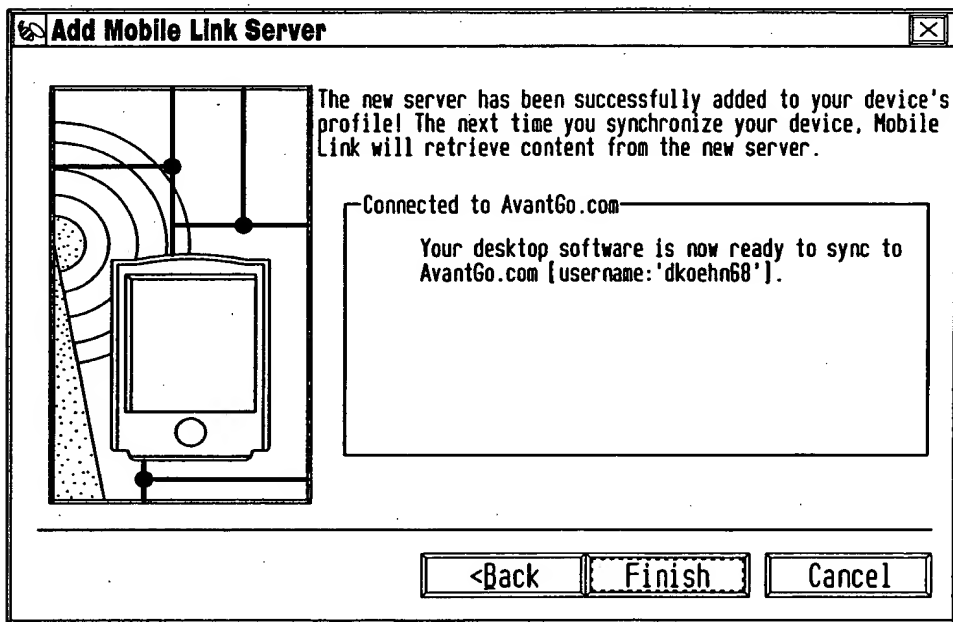 Add Mobile Link Server
The new server has been successfully added to your device's
profile! The next time you synchronize your device, Mobile
Link will retrieve content from the new server.
Connected to AvantGo.com
Your desktop software is now ready to sync to
AvantGo.com [username:'dkoehn68'].
<Back
Finish
Cancel